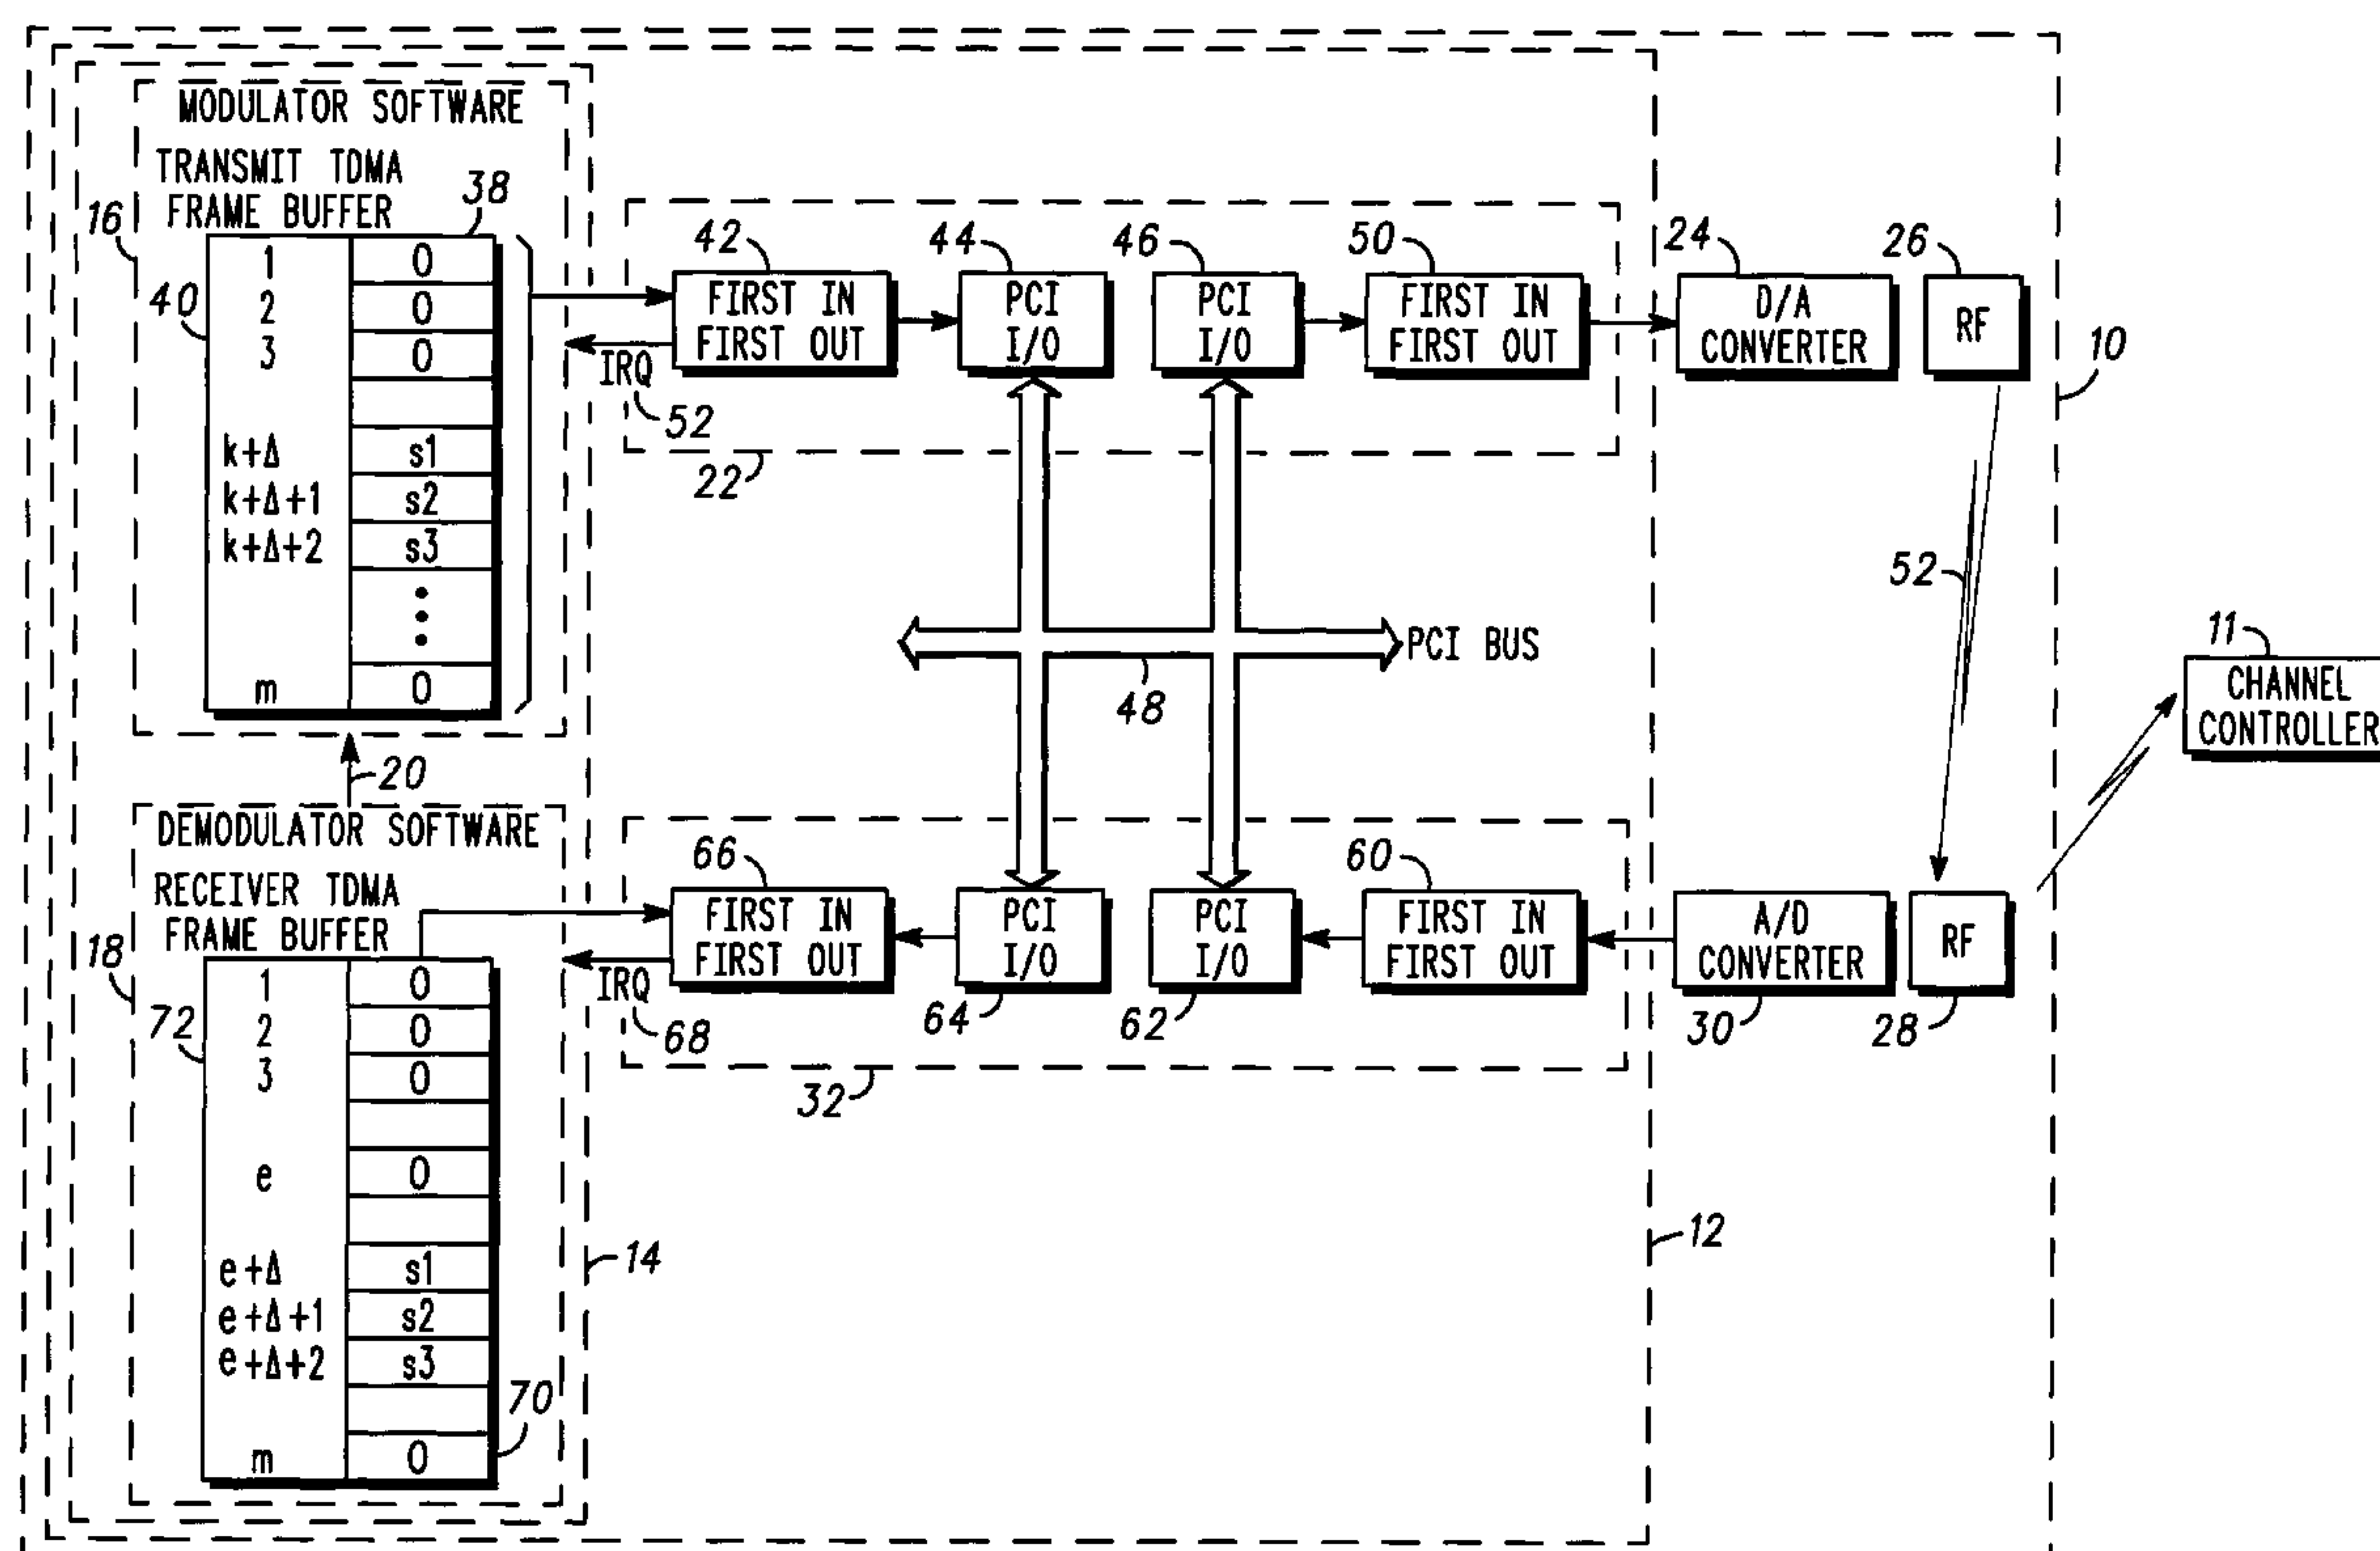 MODULATOR SOFTWARE
TRANSMIT TDMA
FRAME BUFFER
38
16
40
1 0
2 0
3 0
k+Δ s1
k+Δ+1 s2
k+Δ+2 s3
m 0
20
42
FIRST IN
FIRST OUT
IRQ
52
22
44
PCI
I/O
46
PCI
I/O
50
FIRST IN
FIRST OUT
24
D/A
CONVERTER
26
RF
10
52
11
CHANNEL
CONTROLLER
PCI BUS
48
DEMODULATOR SOFTWARE
RECEIVER TDMA
FRAME BUFFER
18
72
1 0
2 0
3 0
e 0
e+Δ s1
e+Δ+1 s2
e+Δ+2 s3
m 0
70
14
66
FIRST IN
FIRST OUT
IRQ
68
32
PCI
I/O
64
PCI
I/O
62
60
FIRST IN
FIRST OUT
A/D
CONVERTER
30
RF
28
12